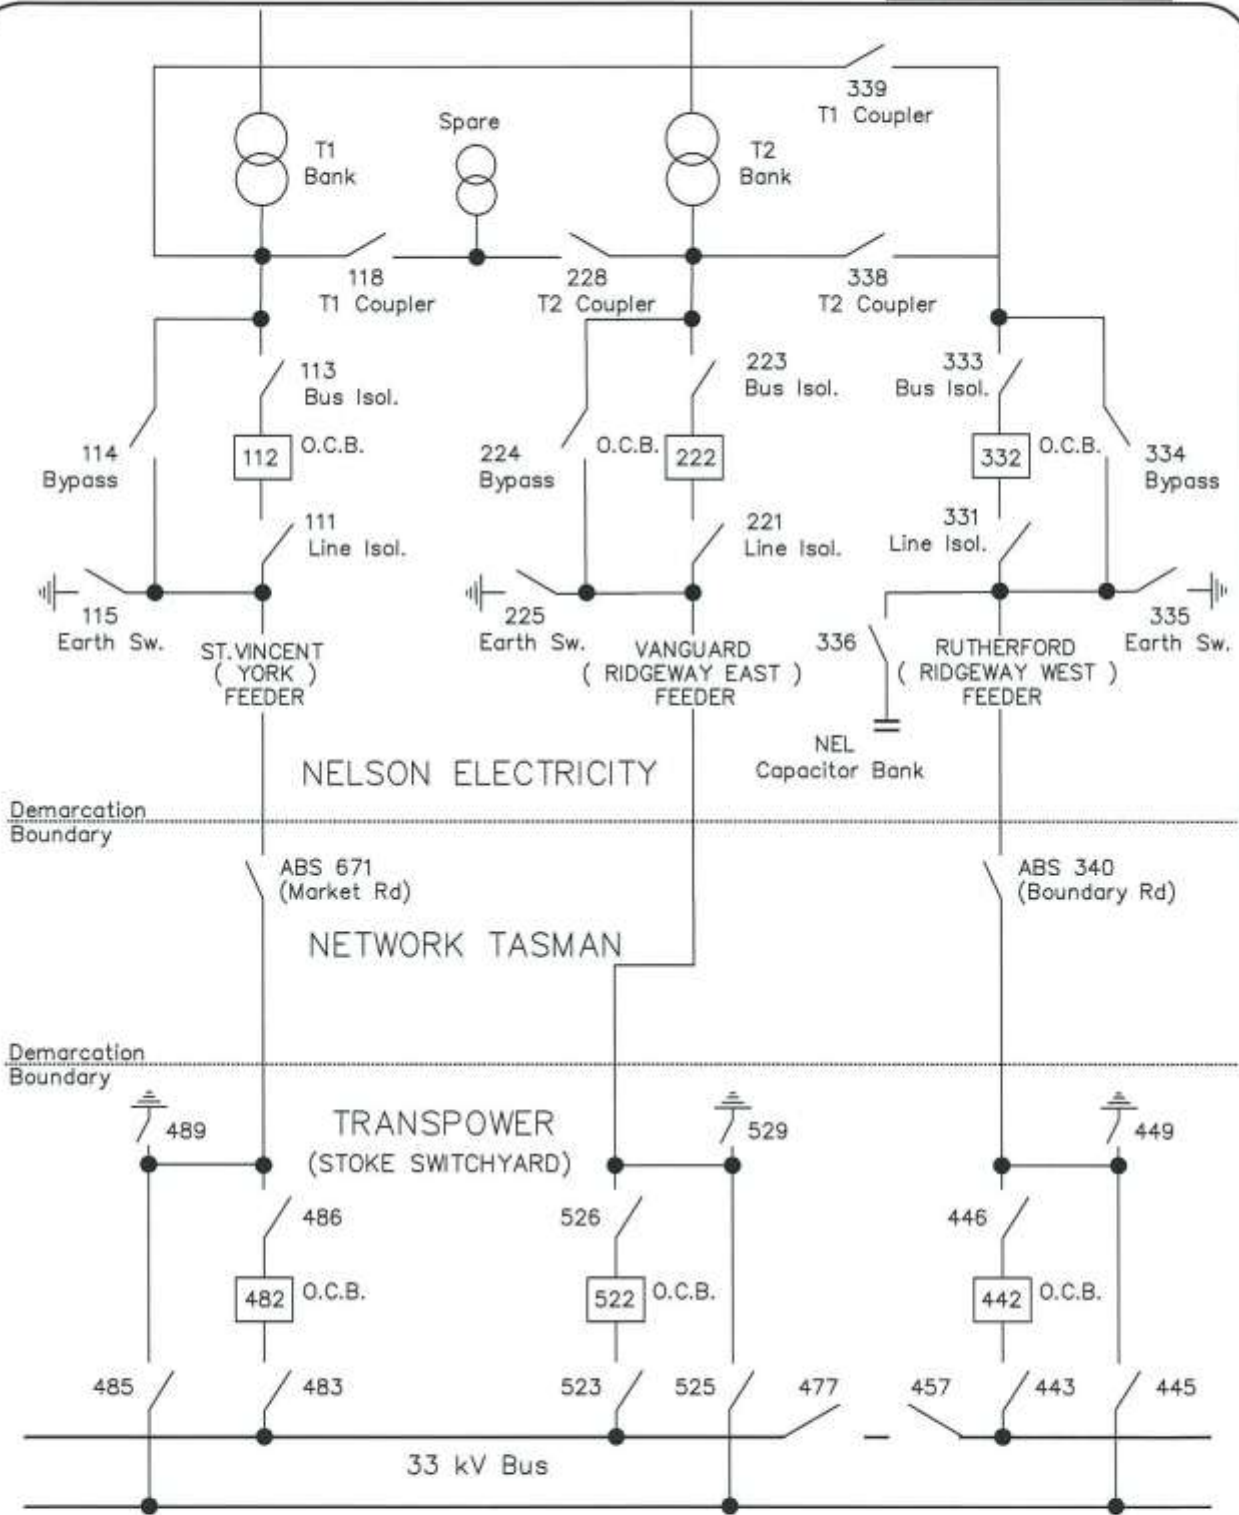 339
T1 Coupler
Spare
T1
Bank
T2
Bank
118
T1 Coupler
228
T2 Coupler
338
T2 Coupler
113
Bus Isol.
223
Bus Isol.
333
Bus Isol.
114
Bypass
112
O.C.B.
224
Bypass
O.C.B.
222
332
O.C.B.
334
Bypass
111
Line Isol.
221
Line Isol.
331
Line Isol.
115
Earth Sw.
225
Earth Sw.
336
335
Earth Sw.
ST.VINCENT
( YORK )
FEEDER
VANGUARD
( RIDGEWAY EAST )
FEEDER
RUTHERFORD
( RIDGEWAY WEST )
FEEDER
NEL
Capacitor Bank
NELSON ELECTRICITY
Demarcation
Boundary
ABS 671
(Market Rd)
ABS 340
(Boundary Rd)
NETWORK TASMAN
Demarcation
Boundary
489
TRANSPOWER
(STOKE SWITCHYARD)
529
449
486
526
446
482
O.C.B.
522
O.C.B.
442
O.C.B.
485
483
523
525
477
457
443
445
33 kV Bus